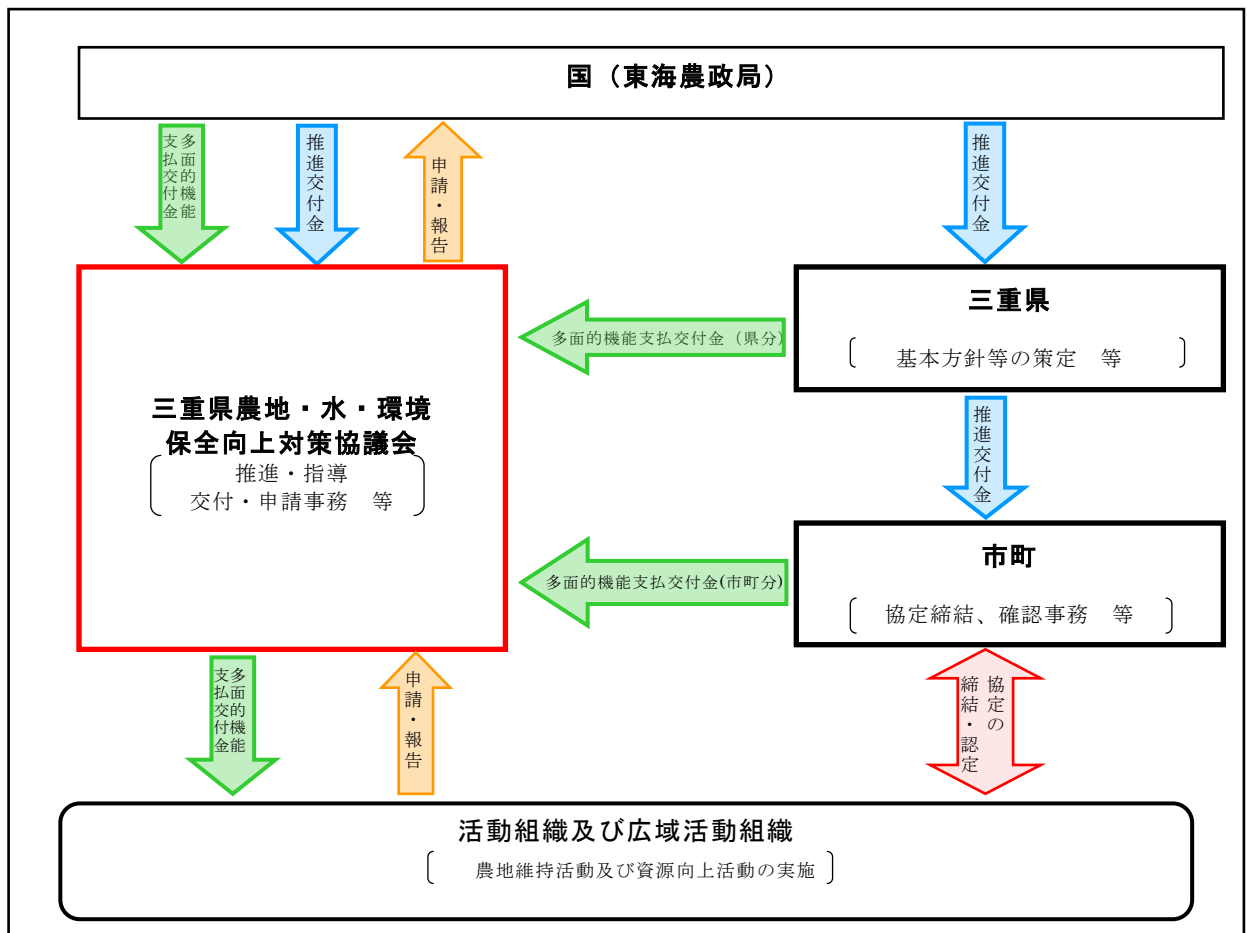 国（東海農政局）
多面的機能
支払交付金
推進交付金
申請・報告
推進交付金
三重県
基本方針等の策定　等
多面的機能支払交付金（県分）
三重県農地・水・環境
保全向上対策協議会
推進・指導
交付・申請事務　等
推進交付金
市町
協定締結、確認事務　等
多面的機能支払交付金(市町分)
多面的機能
支払交付金
申請・報告
協定の
締結・認定
活動組織及び広域活動組織
農地維持活動及び資源向上活動の実施